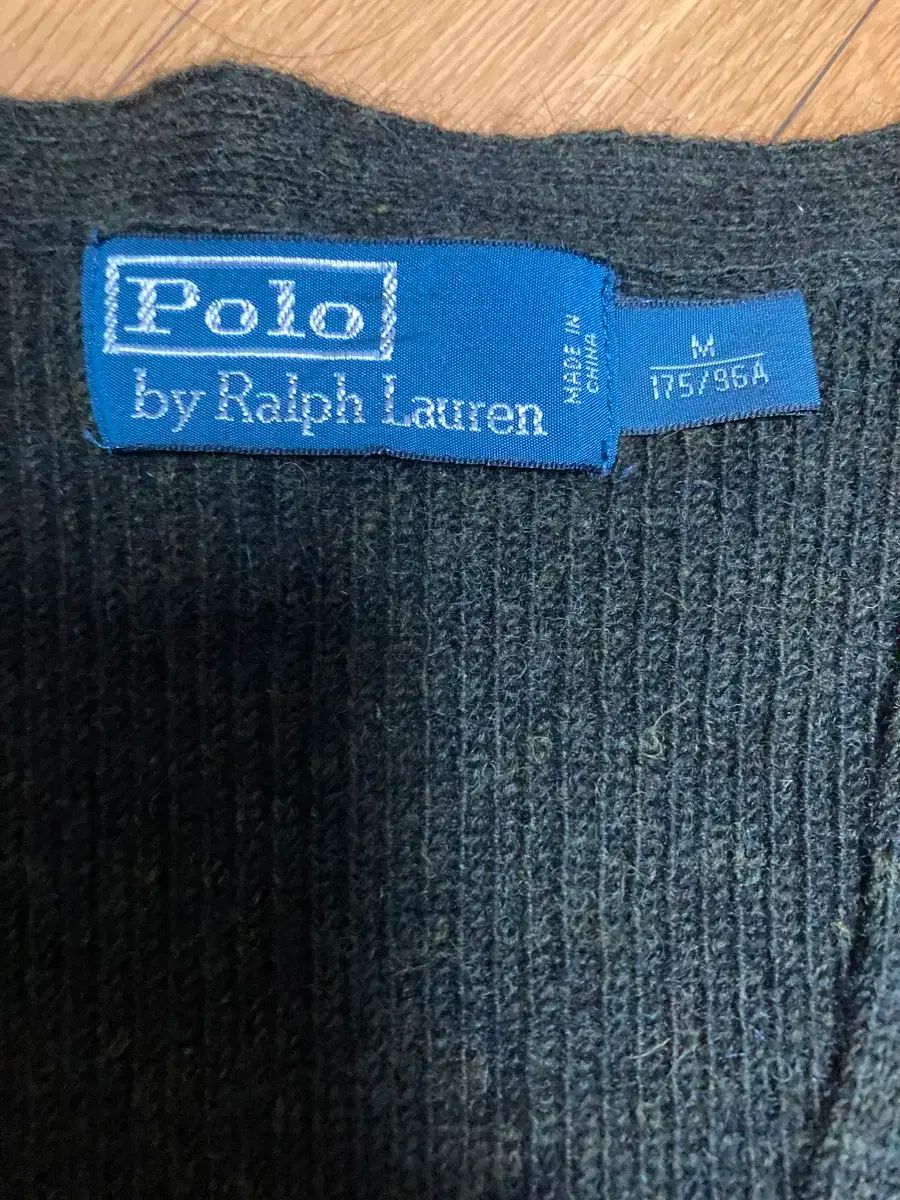 Polo
by Ralph Lauren
MADE IN
CHINA
M
175/96A